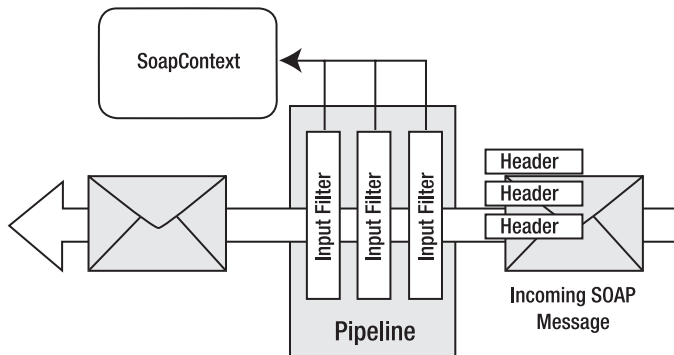 SoapContext
Input Filter
Input Filter
Input Filter
Header
Header
Header
Incoming SOAP
Message
Pipeline